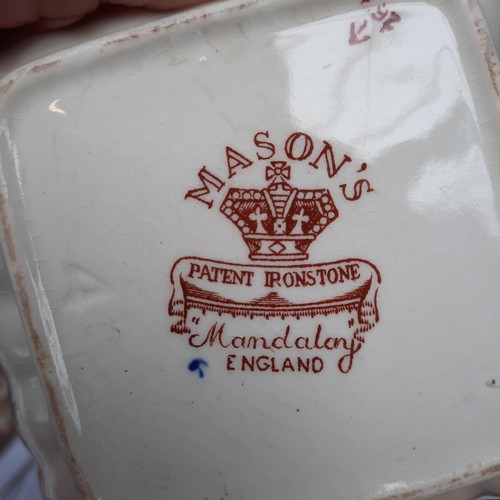 MASON'S
PATENT IRONSTONE
"Mandalay"
ENGLAND